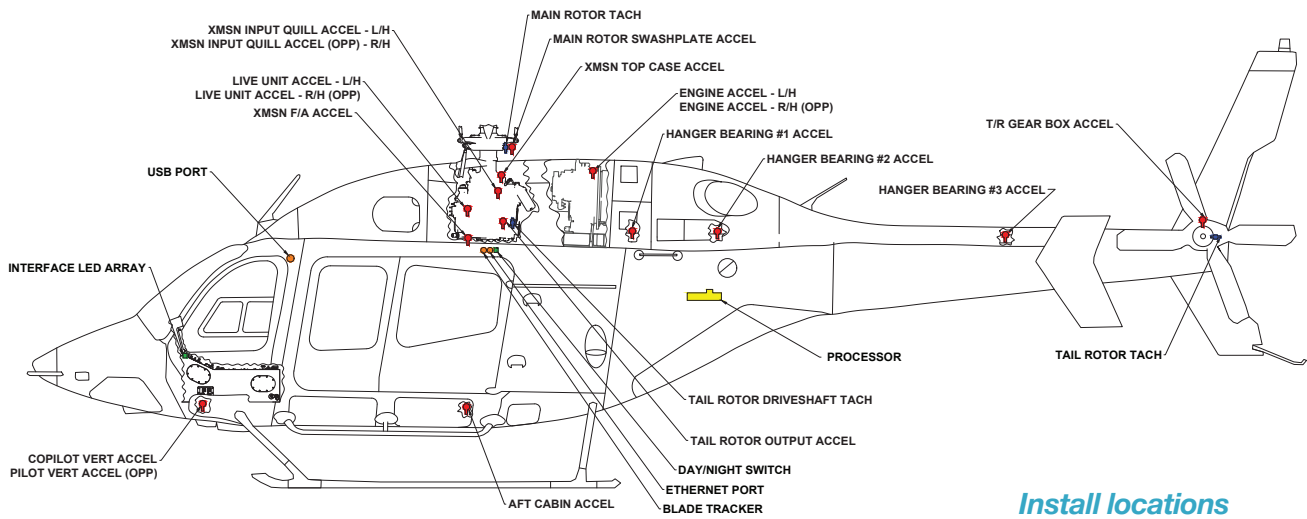 MAIN ROTOR TACH
XMSN INPUT QUILL ACCEL - L/H
XMSN INPUT QUILL ACCEL (OPP) - R/H
MAIN ROTOR SWASHPLATE ACCEL
XMSN TOP CASE ACCEL
LIVE UNIT ACCEL - L/H
LIVE UNIT ACCEL - R/H (OPP)
XMSN F/A ACCEL
ENGINE ACCEL - L/H
ENGINE ACCEL - R/H (OPP)
HANGER BEARING #1 ACCEL
T/R GEAR BOX ACCEL
HANGER BEARING #2 ACCEL
USB PORT
HANGER BEARING #3 ACCEL
INTERFACE LED ARRAY
PROCESSOR
TAIL ROTOR TACH
TAIL ROTOR DRIVESHAFT TACH
TAIL ROTOR OUTPUT ACCEL
COPILOT VERT ACCEL
PILOT VERT ACCEL (OPP)
DAY/NIGHT SWITCH
ETHERNET PORT
AFT CABIN ACCEL
BLADE TRACKER
Install locations